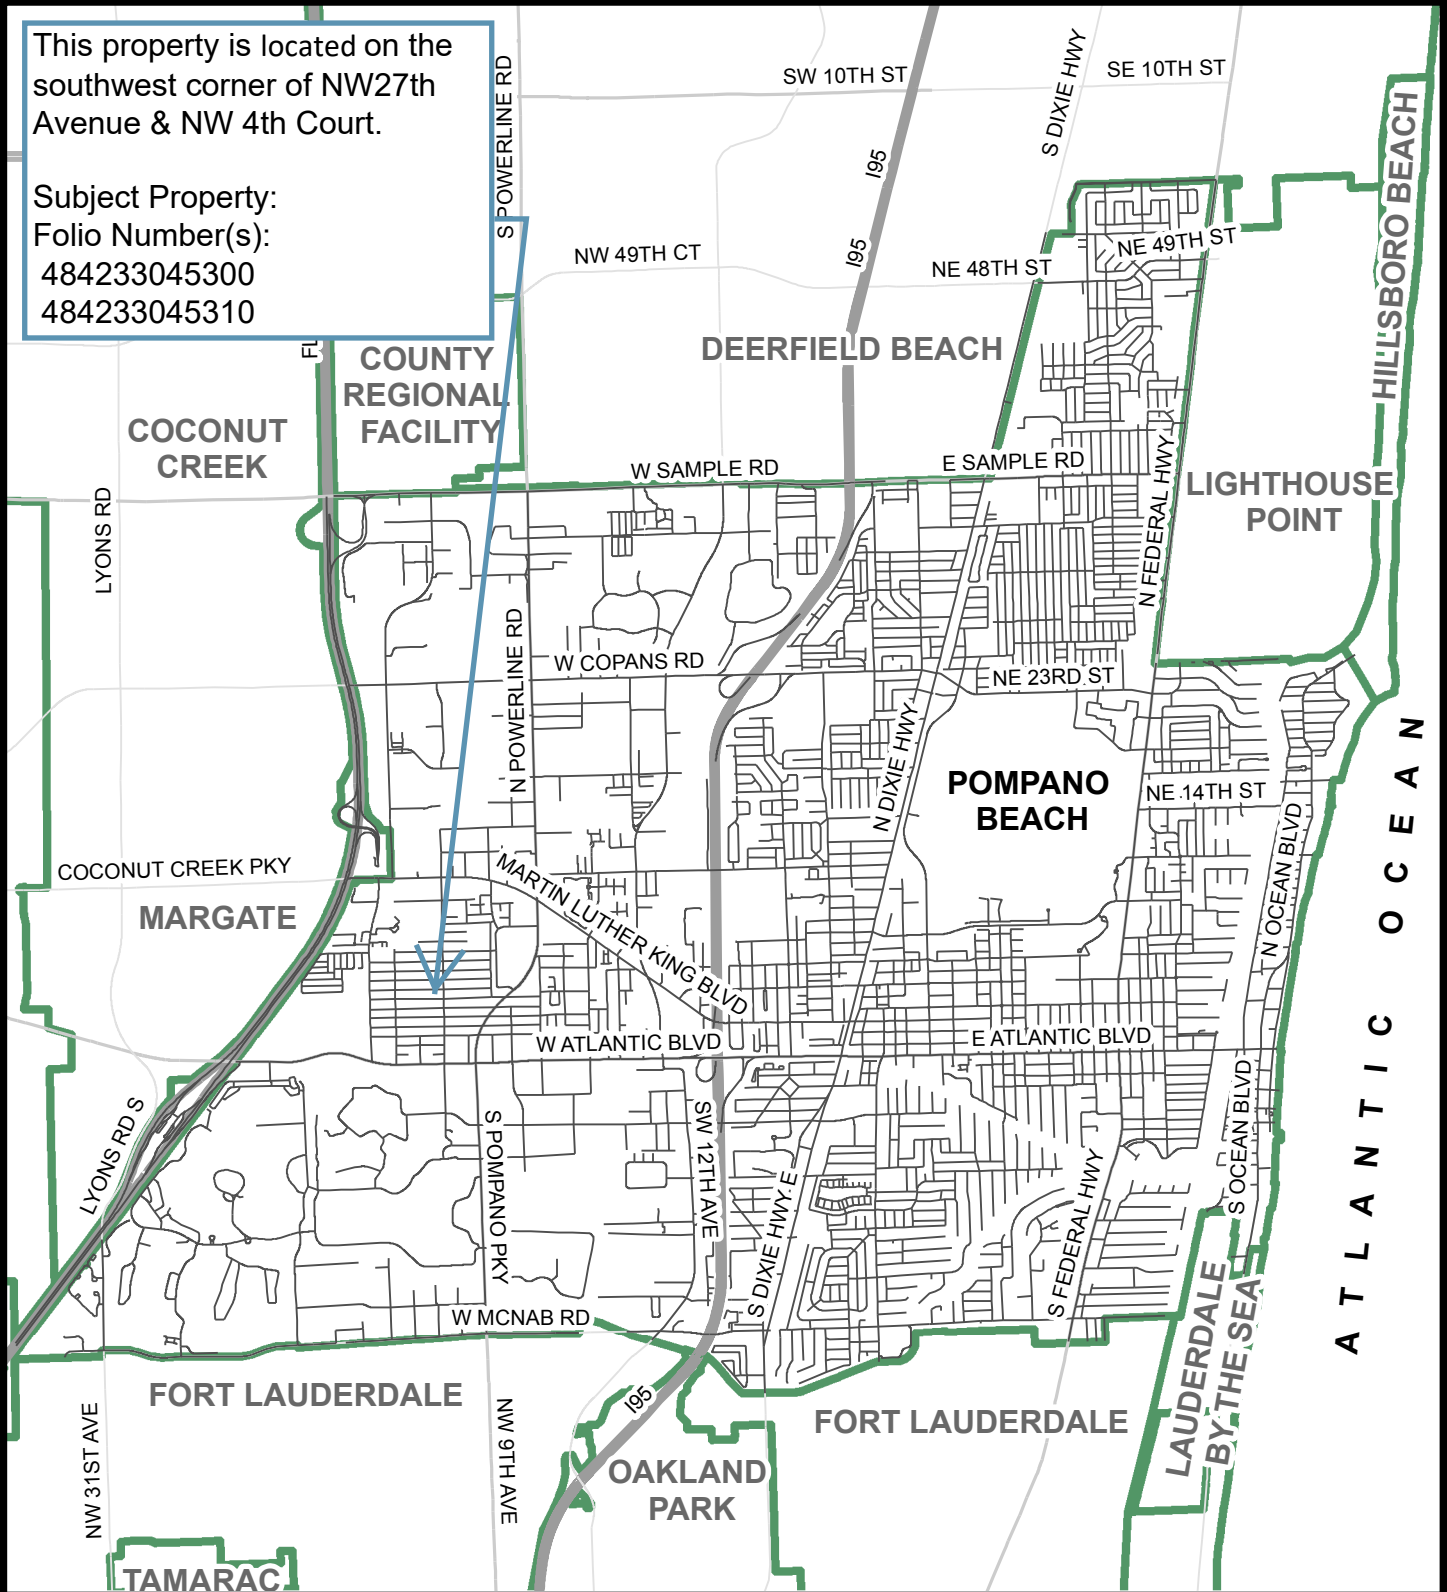 This property is located on the
southwest corner of NW27th
Avenue & NW 4th Court.
Subject Property:
Folio Number(s):
484233045300
484233045310
S POWERLINE RD
SW 10TH ST
S DIXIE HWY
SE 10TH ST
I95
HILLSBORO BEACH
NW 49TH CT
I95
NE 48TH ST
NE 49TH ST
FL
COUNTY
REGIONAL
FACILITY
DEERFIELD BEACH
COCONUT
CREEK
W SAMPLE RD
E SAMPLE RD
N FEDERAL HWY
LIGHTHOUSE
POINT
LYONS RD
N POWERLINE RD
W COPANS RD
NE 23RD ST
N DIXIE HWY
POMPANO
BEACH
NE 14TH ST
N OCEAN BLVD
ATLANTIC OCEAN
COCONUT CREEK PKY
MARTIN LUTHER KING BLVD
MARGATE
W ATLANTIC BLVD
E ATLANTIC BLVD
LYONS RD S
S POMPANO PKY
SW 12TH AVE
S DIXIE HWY E
S FEDERAL HWY
S OCEAN BLVD
W MCNAB RD
LAUDERDALE
BY THE SEA
FORT LAUDERDALE
I95
FORT LAUDERDALE
NW 31ST AVE
NW 9TH AVE
OAKLAND
PARK
TAMARAC